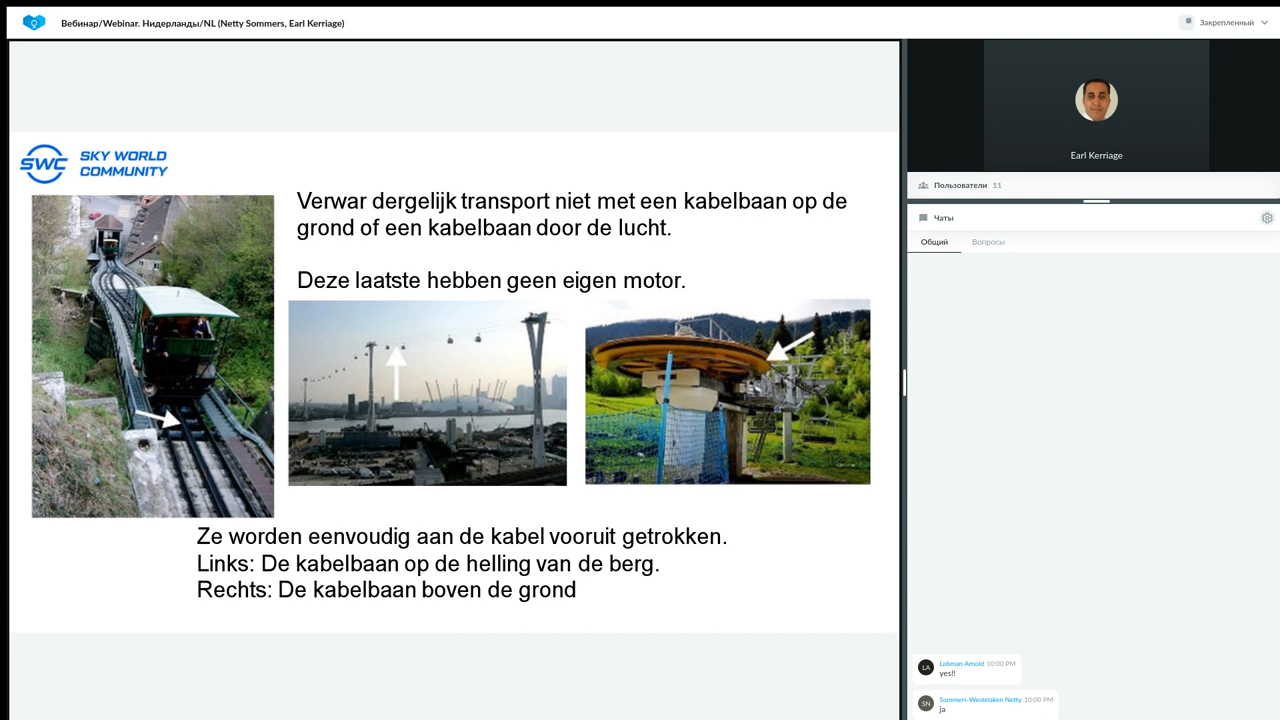 Вебинар/Webinar. Нидерланды/NL (Netty Sommers, Earl Kerriage)
Закрепленный
SWC
SKY WORLD
COMMUNITY
Verwar dergelijk transport niet met een kabelbaan op de
grond of een kabelbaan door de lucht.
Deze laatste hebben geen eigen motor.
Ze worden eenvoudig aan de kabel vooruit getrokken.
Links: De kabelbaan op de helling van de berg.
Rechts: De kabelbaan boven de grond
Earl Kerriage
Пользователи 11
Чаты
Общий Вопросы
LA
Lobman Arnold 10:00 PM
yes!!
SN
Sommers-Westelaken Netty 10:00 PM
ja